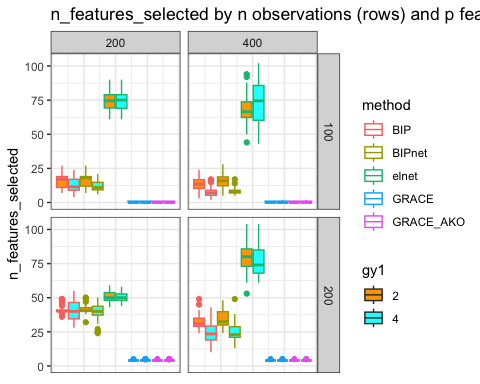 n_features_selected by n observations (rows) and p fea
200
400
n_features_selected
100
75
50
25
0
100
100
75
50
25
0
200
method
BIP
BIPnet
elnet
GRACE
GRACE_AKO
gy1
2
4